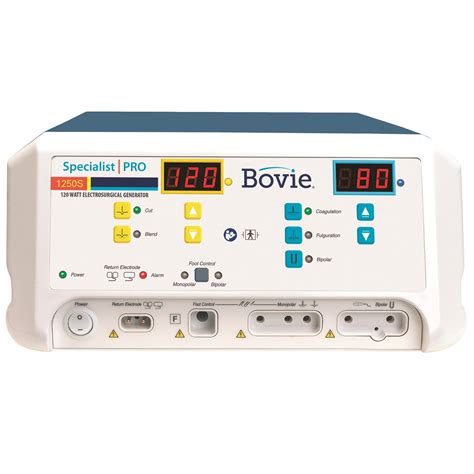 Specialist | PRO
1250S
120 WATT ELECTROSURGICAL GENERATOR
120
Bovie
80
Cut
Blend
Coagulation
Fulguration
Bipolar
Power
Return Electrode
Alarm
Foot Control
Monopolar
Bipolar
Power
Return Electrode
F
Foot Control
Monopolar
Bipolar